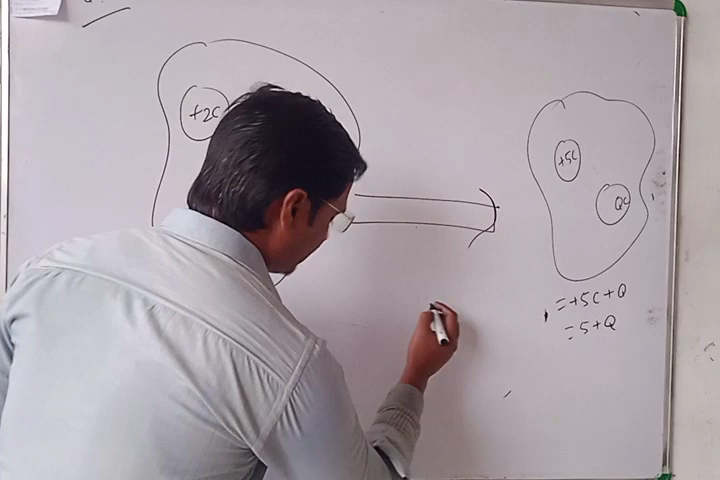 +2C
+5C
QC
=+5C+Q
=5+Q